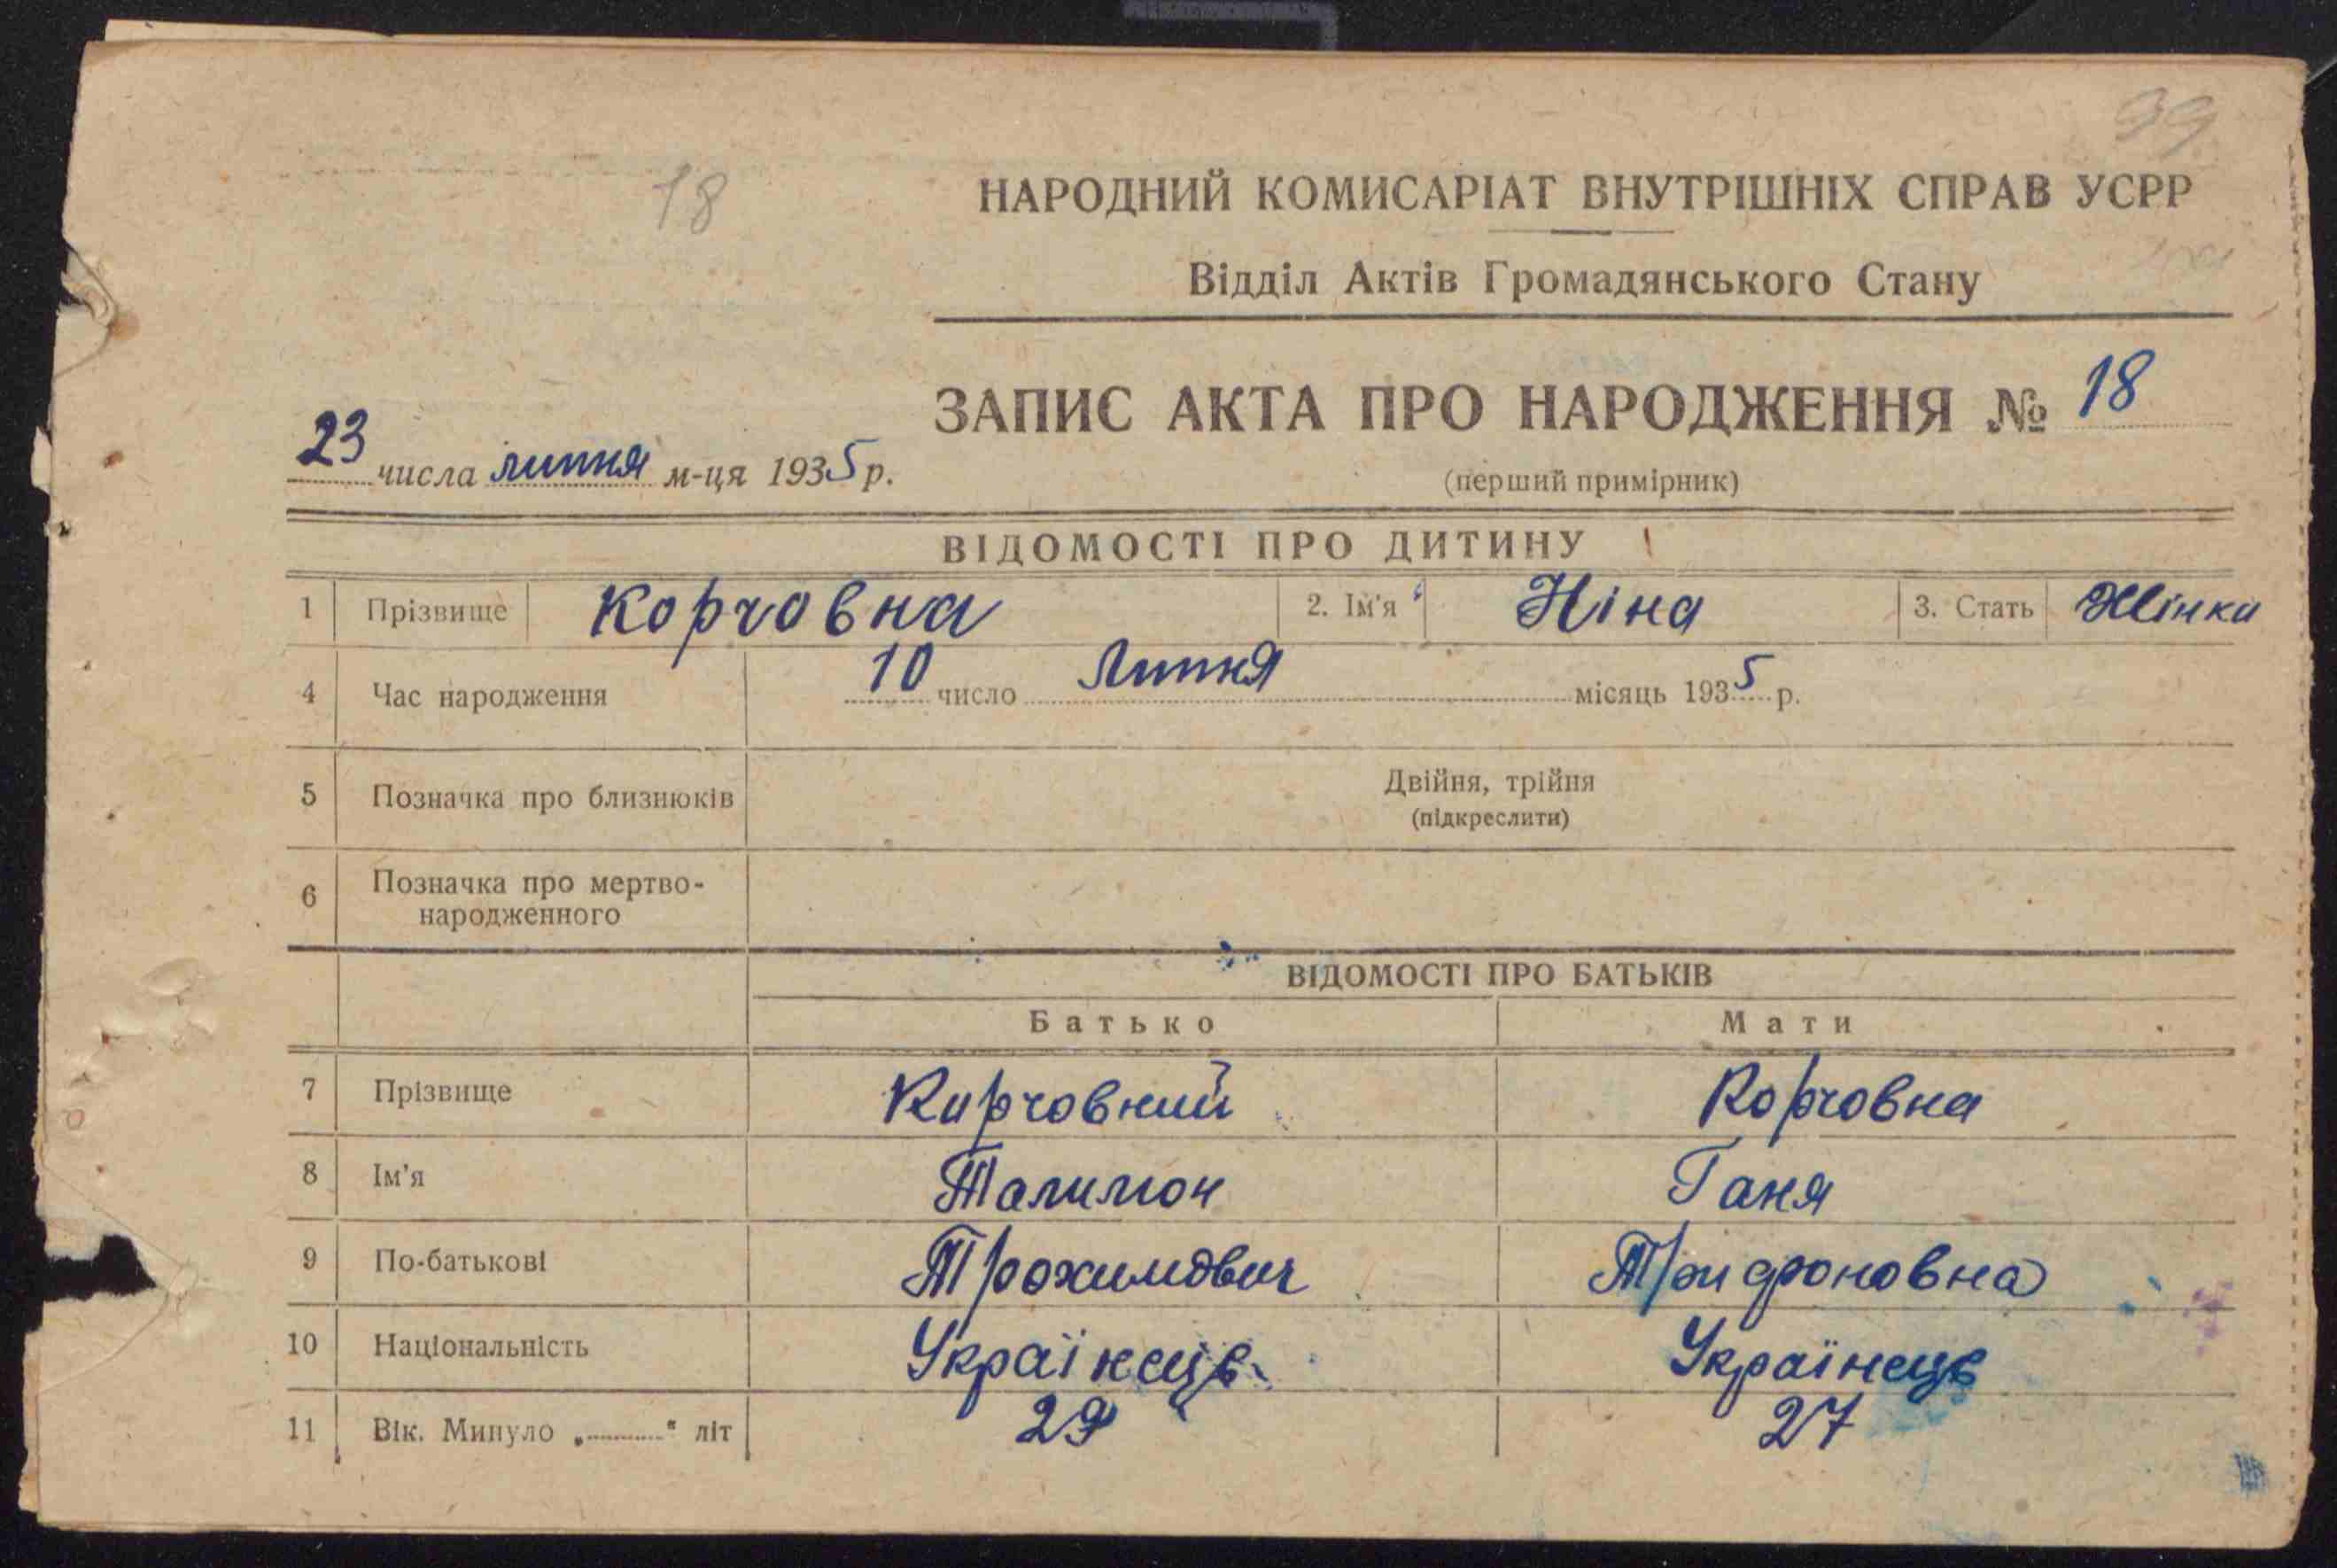 99
18
НАРОДНИЙ КОМИСАРІАТ ВНУТРІШНІХ СПРАВ УСРР
Відділ Актів Громадянського Стану
ЗАПИС АКТА ПРО НАРОДЖЕННЯ № 18
23 числа липня м-ця 1935 р.
(перший примірник)
ВІДОМОСТІ ПРО ДИТИНУ
1 Прізвище Корчовна 2. Ім'я Ніна 3. Стать Жінка
4 Час народження 10 число Липня місяць 1935 р.
5 Позначка про близнюків Двійня, трійня
(підкреслити)
6 Позначка про мертво-
народженного
ВІДОМОСТІ ПРО БАТЬКІВ
Батько Мати
7 Прізвище Корчовний Корчовна
8 Ім'я Талимон Ганя
9 По-батькові Трохимович Трифоновна
10 Національність Українець Українець
11 Вік. Минуло „ “ літ 29 27